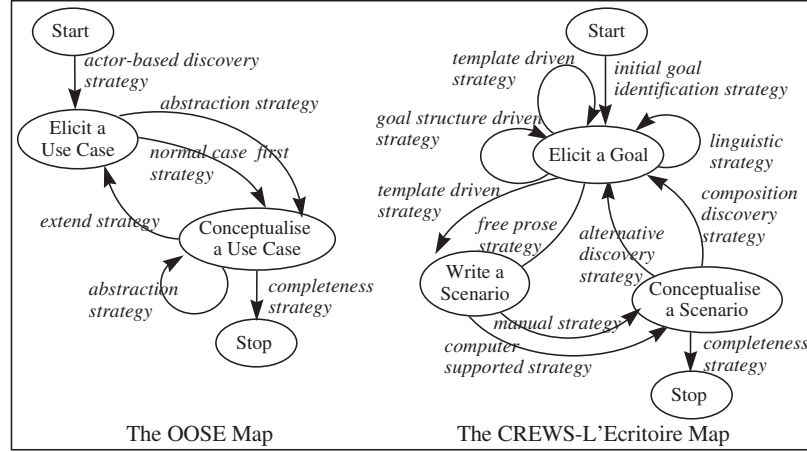 Start
actor-based discovery
strategy
abstraction strategy
Elicit a
Use Case
normal case first
strategy
extend strategy
Conceptualise
a Use Case
abstraction
strategy
completeness
strategy
Stop
The OOSE Map
Start
template driven
strategy
initial goal
identification strategy
goal structure driven
strategy
Elicit a Goal
linguistic
strategy
template driven
strategy
free prose
strategy
alternative
discovery
strategy
composition
discovery
strategy
Write a
Scenario
Conceptualise
a Scenario
manual strategy
computer
supported strategy
completeness
strategy
Stop
The CREWS-L'Ecritoire Map